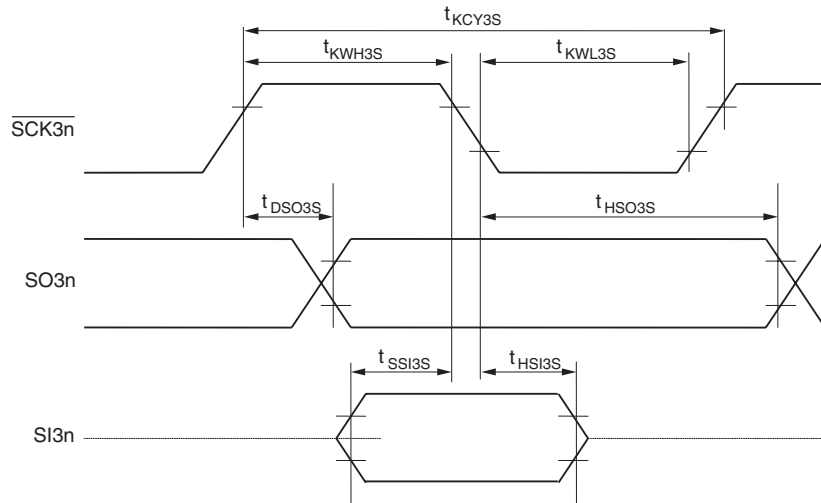 tKCY3S
tKWH3S
tKWL3S
SCK3n
tDSO3S
tHSO3S
SO3n
tSSI3S
tHSI3S
SI3n